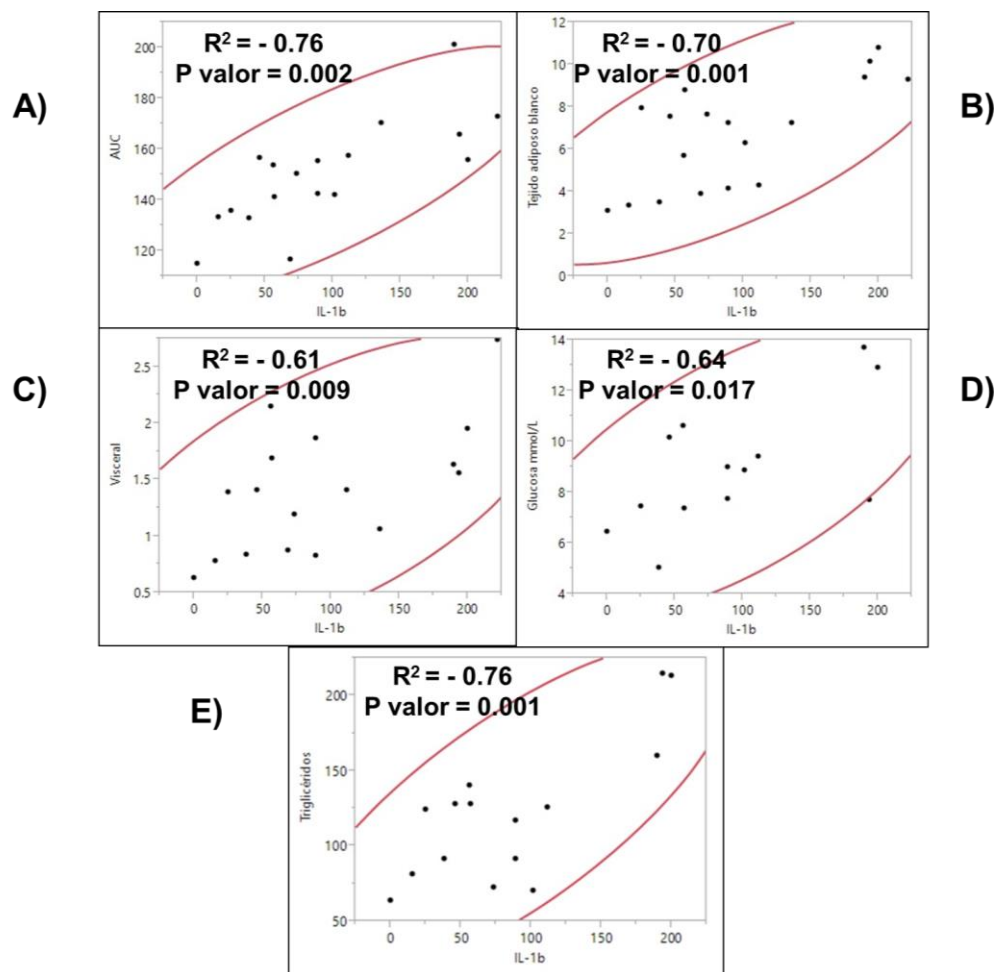 A)
R² = - 0.76
P valor = 0.002
200
180
160
140
120
AUC
0 50 100 150 200
IL-1b
B)
R² = - 0.70
P valor = 0.001
12
10
8
6
4
2
0
Tejido adiposo blanco
0 50 100 150 200
IL-1b
C)
R² = - 0.61
P valor = 0.009
2.5
2
1.5
1
0.5
Visceral
0 50 100 150 200
IL-1b
D)
R² = - 0.64
P valor = 0.017
14
12
10
8
6
4
Glucosa mmol/L
0 50 100 150 200
IL-1b
E)
R² = - 0.76
P valor = 0.001
200
150
100
50
Triglicéridos
0 50 100 150 200
IL-1b